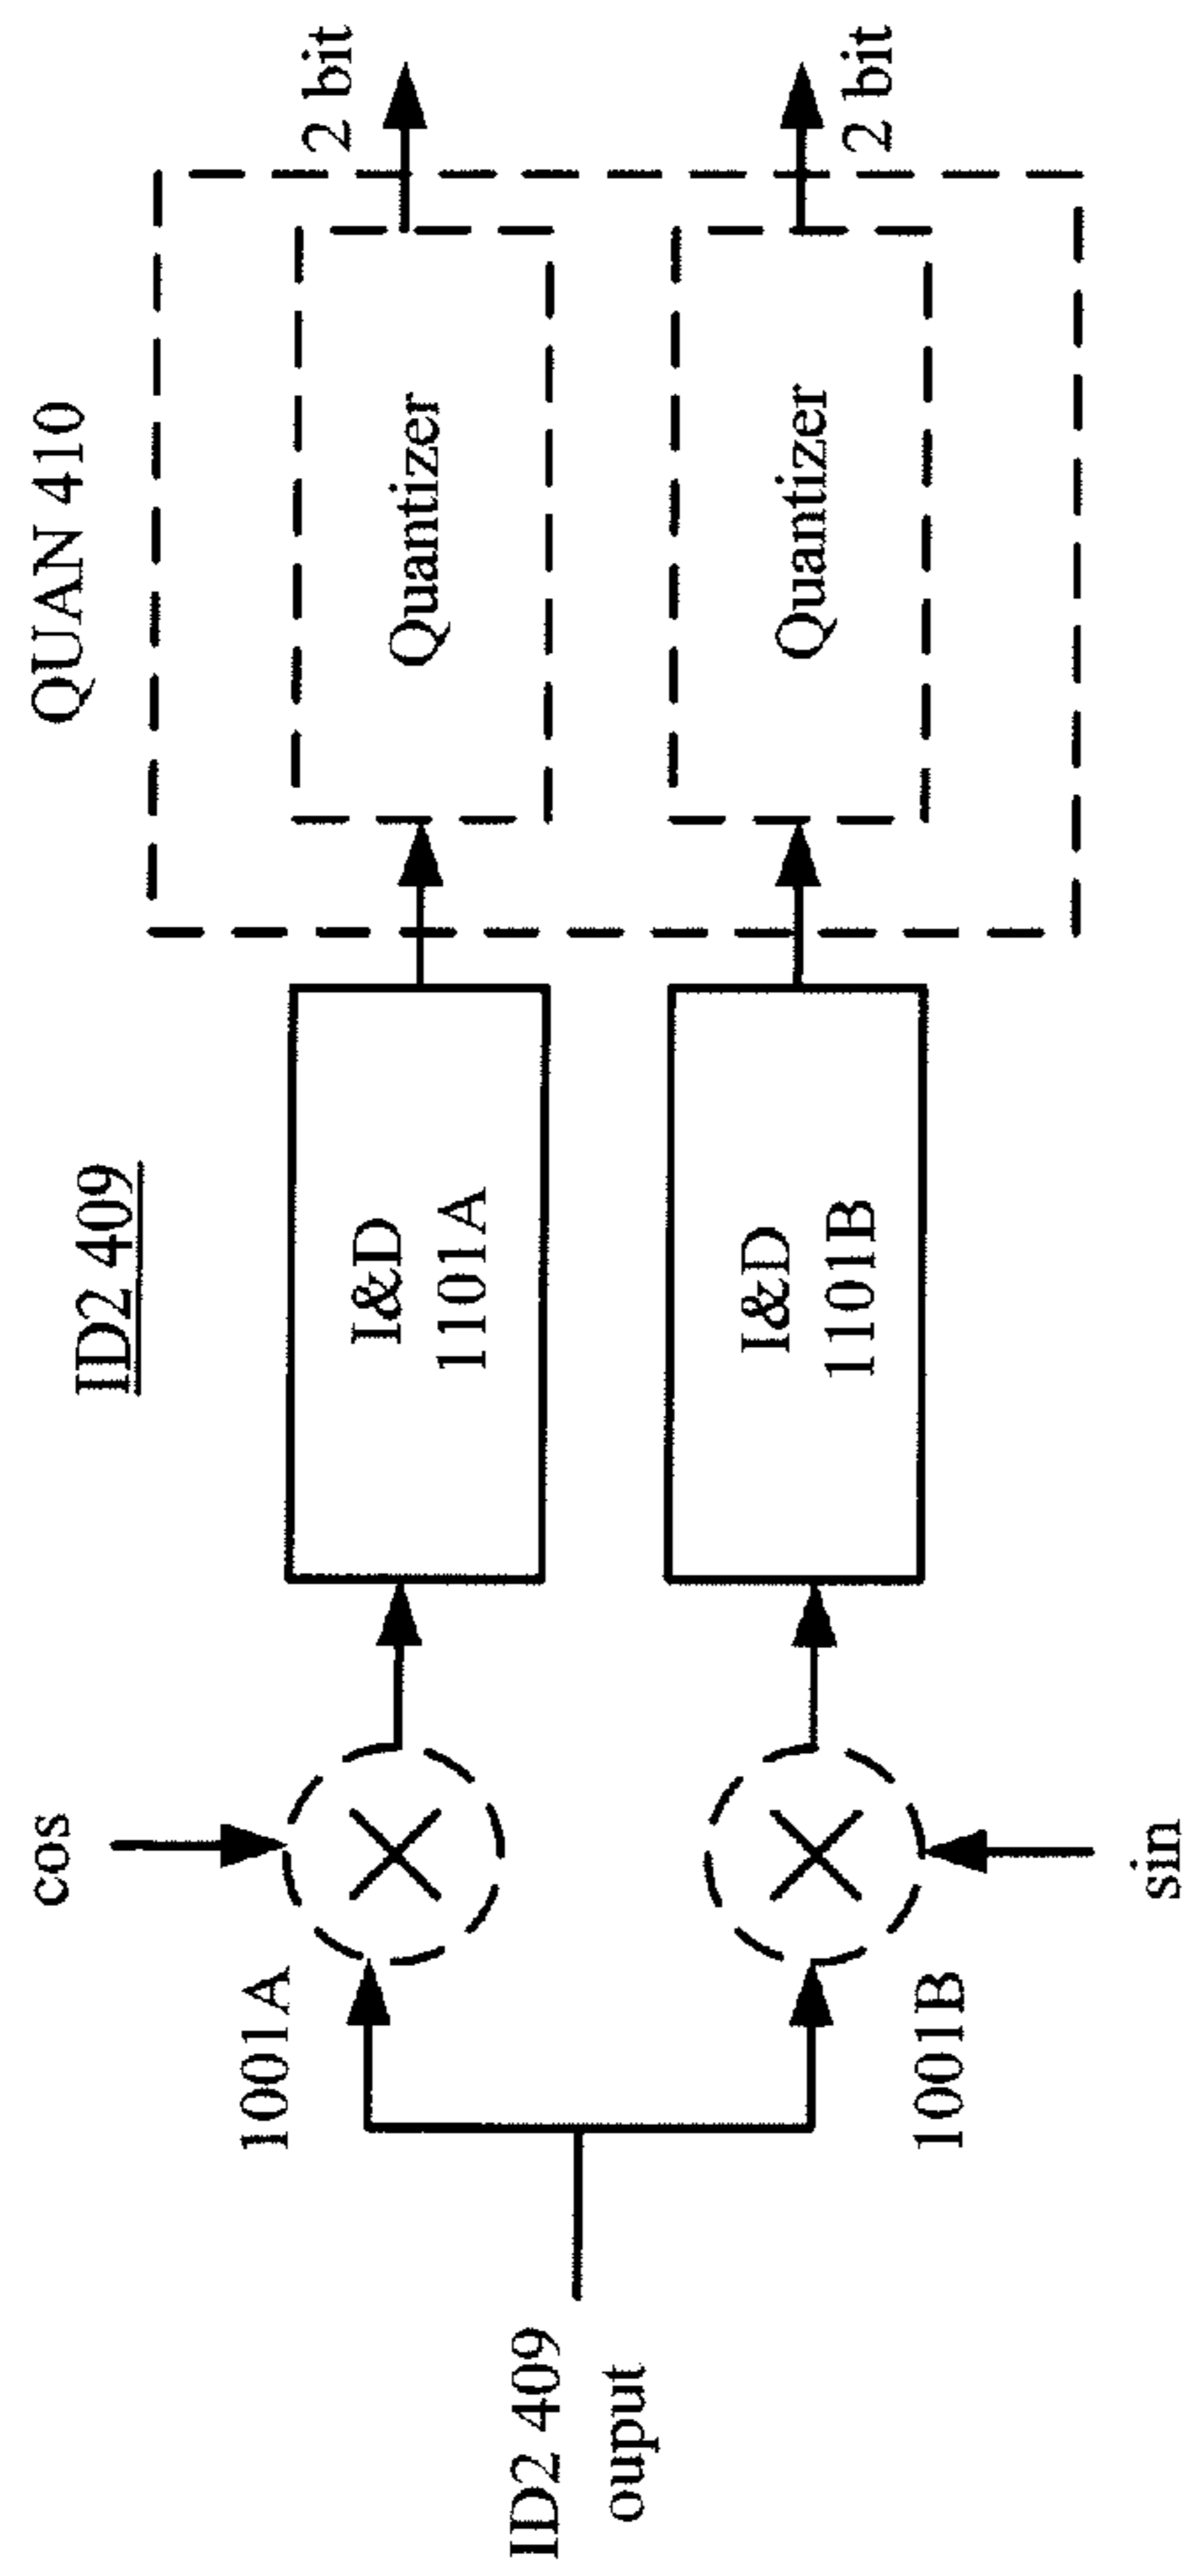 ID2 409
QUAN 410
cos
2 bit
1001A
I&D
1101A
Quantizer
ID2 409
ouput
2 bit
I&D
1101B
Quantizer
1001B
sin